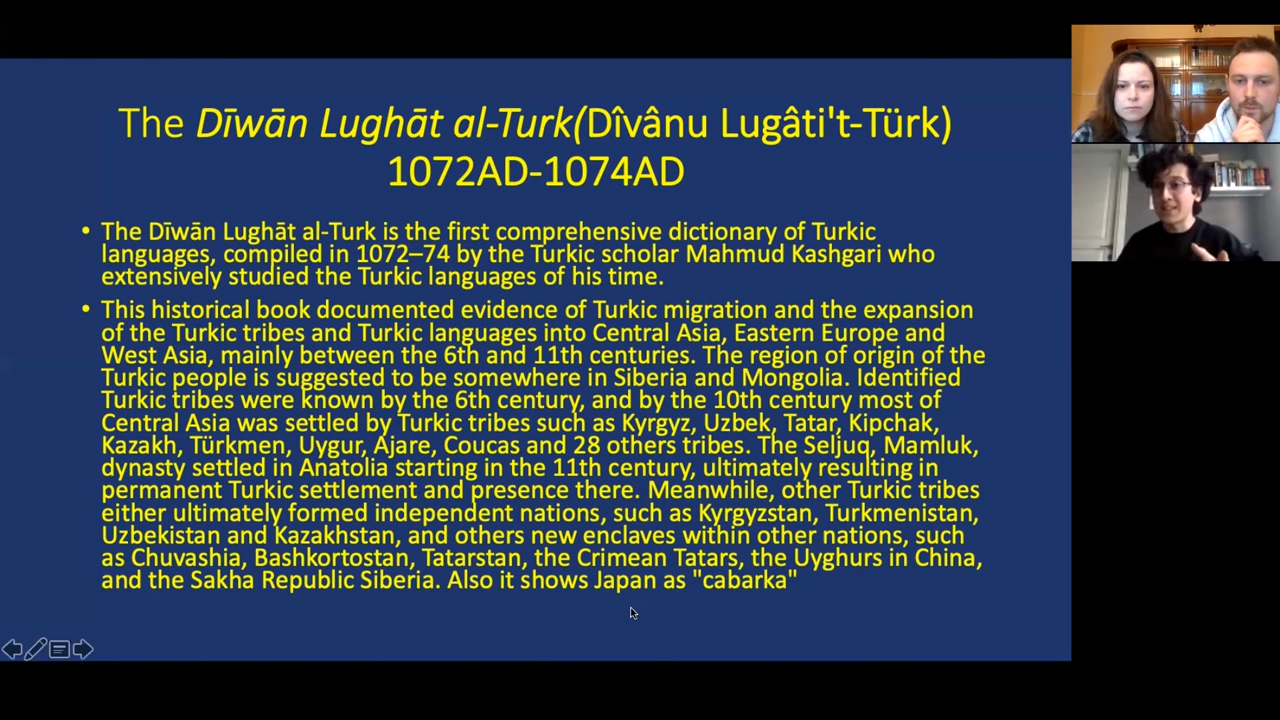 The Dīwān Lughāt al-Turk(Dîvânu Lugâti't-Türk)
1072AD-1074AD
• The Dīwān Lughāt al-Turk is the first comprehensive dictionary of Turkic
languages, compiled in 1072–74 by the Turkic scholar Mahmud Kashgari who
extensively studied the Turkic languages of his time.
• This historical book documented evidence of Turkic migration and the expansion
of the Turkic tribes and Turkic languages into Central Asia, Eastern Europe and
West Asia, mainly between the 6th and 11th centuries. The region of origin of the
Turkic people is suggested to be somewhere in Siberia and Mongolia. Identified
Turkic tribes were known by the 6th century, and by the 10th century most of
Central Asia was settled by Turkic tribes such as Kyrgyz, Uzbek, Tatar, Kipchak,
Kazakh, Türkmen, Uygur, Ajare, Coucas and 28 others tribes. The Seljuq, Mamluk,
dynasty settled in Anatolia starting in the 11th century, ultimately resulting in
permanent Turkic settlement and presence there. Meanwhile, other Turkic tribes
either ultimately formed independent nations, such as Kyrgyzstan, Turkmenistan,
Uzbekistan and Kazakhstan, and others new enclaves within other nations, such
as Chuvashia, Bashkortostan, Tatarstan, the Crimean Tatars, the Uyghurs in China,
and the Sakha Republic Siberia. Also it shows Japan as "cabarka"